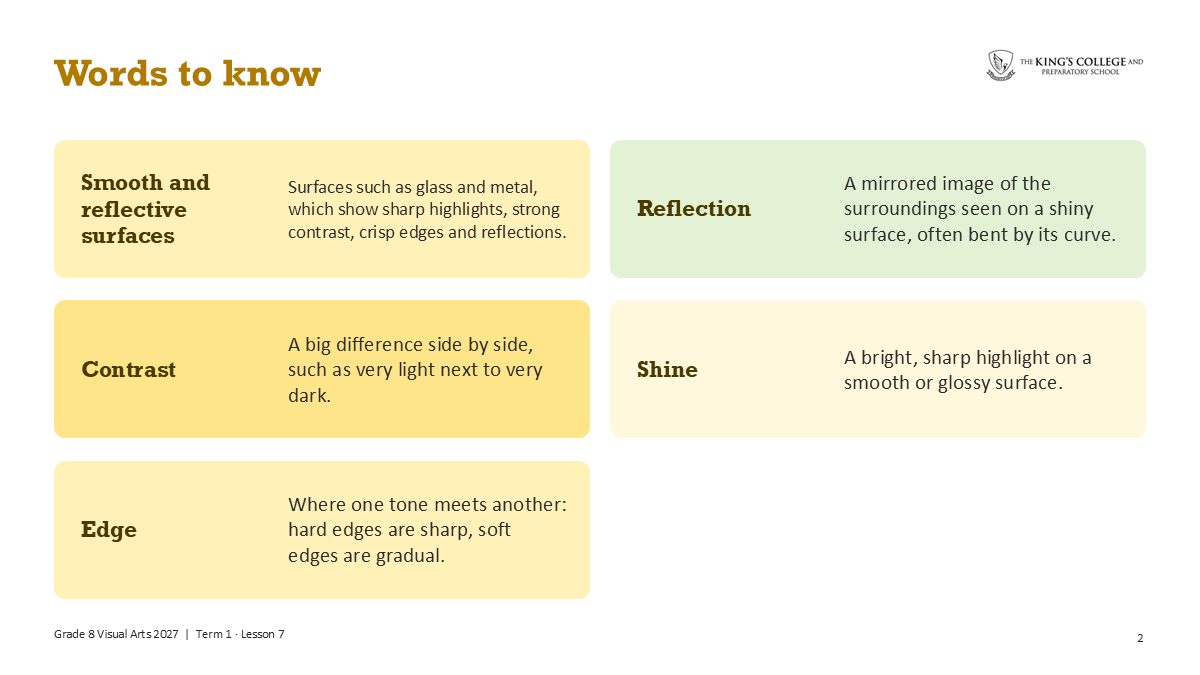 Words to know
THE KING'S COLLEGE AND
PREPARATORY SCHOOL
Smooth and
reflective
surfaces
Surfaces such as glass and metal,
which show sharp highlights, strong
contrast, crisp edges and reflections.
Reflection
A mirrored image of the
surroundings seen on a shiny
surface, often bent by its curve.
Contrast
A big difference side by side,
such as very light next to very
dark.
Shine
A bright, sharp highlight on a
smooth or glossy surface.
Edge
Where one tone meets another:
hard edges are sharp, soft
edges are gradual.
Grade 8 Visual Arts 2027 | Term 1 · Lesson 7
2